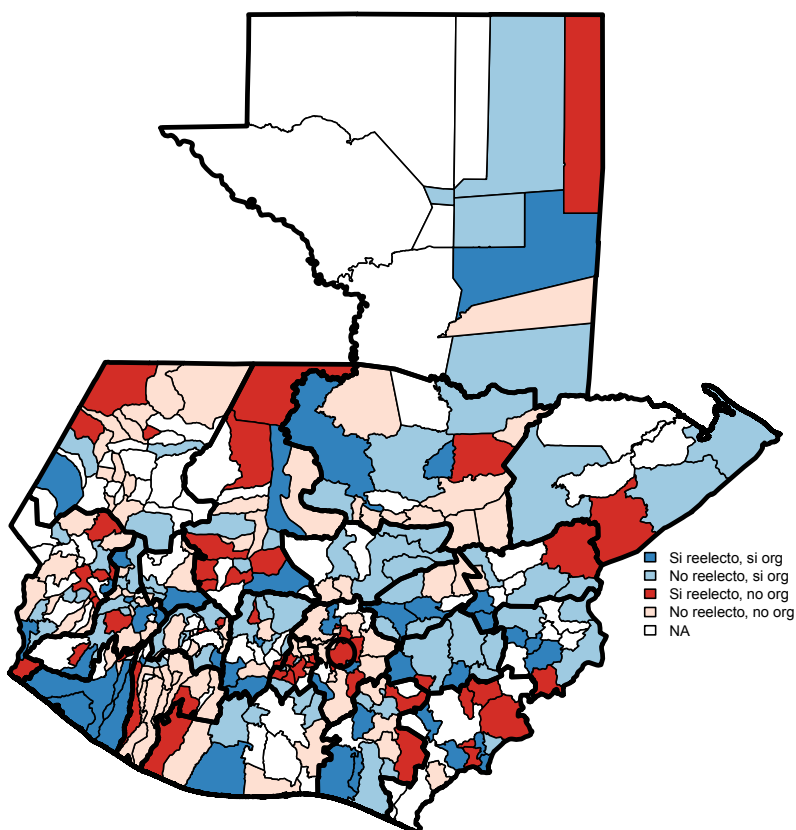 Si reelecto, si org
No reelecto, si org
Si reelecto, no org
No reelecto, no org
NA